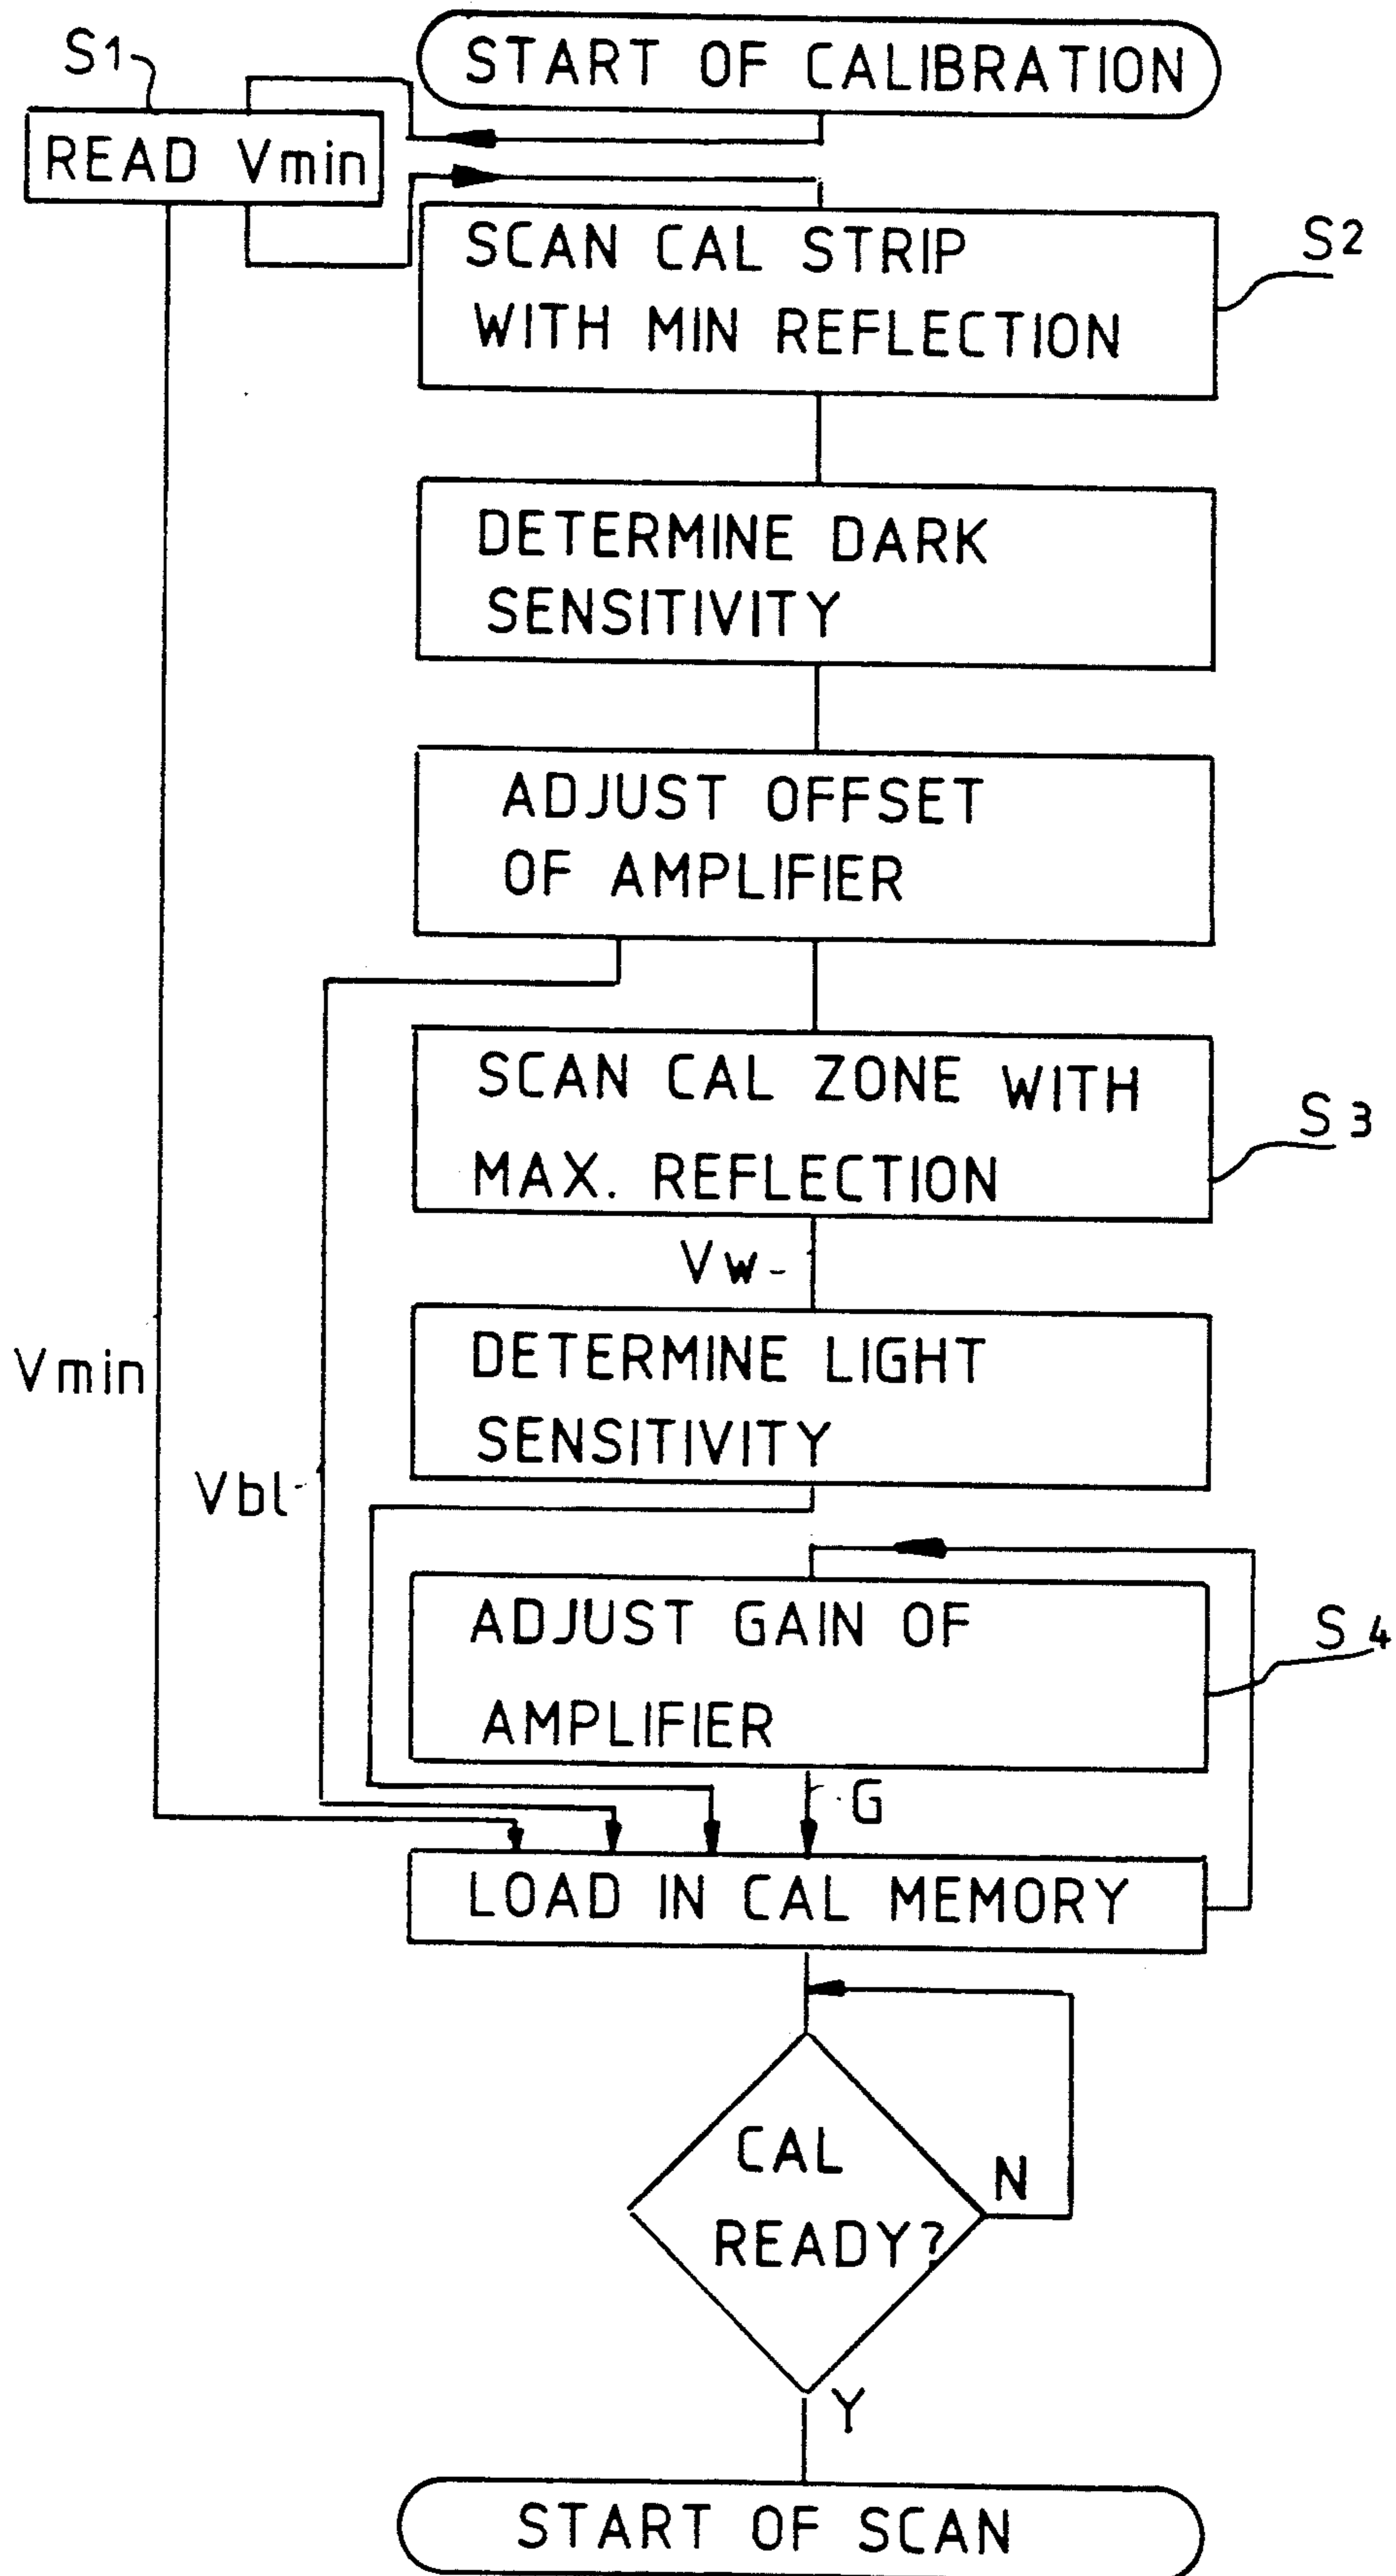 START OF CALIBRATION
S1
READ Vmin
SCAN CAL STRIP
WITH MIN REFLECTION
S2
DETERMINE DARK
SENSITIVITY
ADJUST OFFSET
OF AMPLIFIER
SCAN CAL ZONE WITH
MAX. REFLECTION
S3
Vw
DETERMINE LIGHT
SENSITIVITY
Vmin
Vbl
ADJUST GAIN OF
AMPLIFIER
S4
G
LOAD IN CAL MEMORY
CAL
READY?
N
Y
START OF SCAN